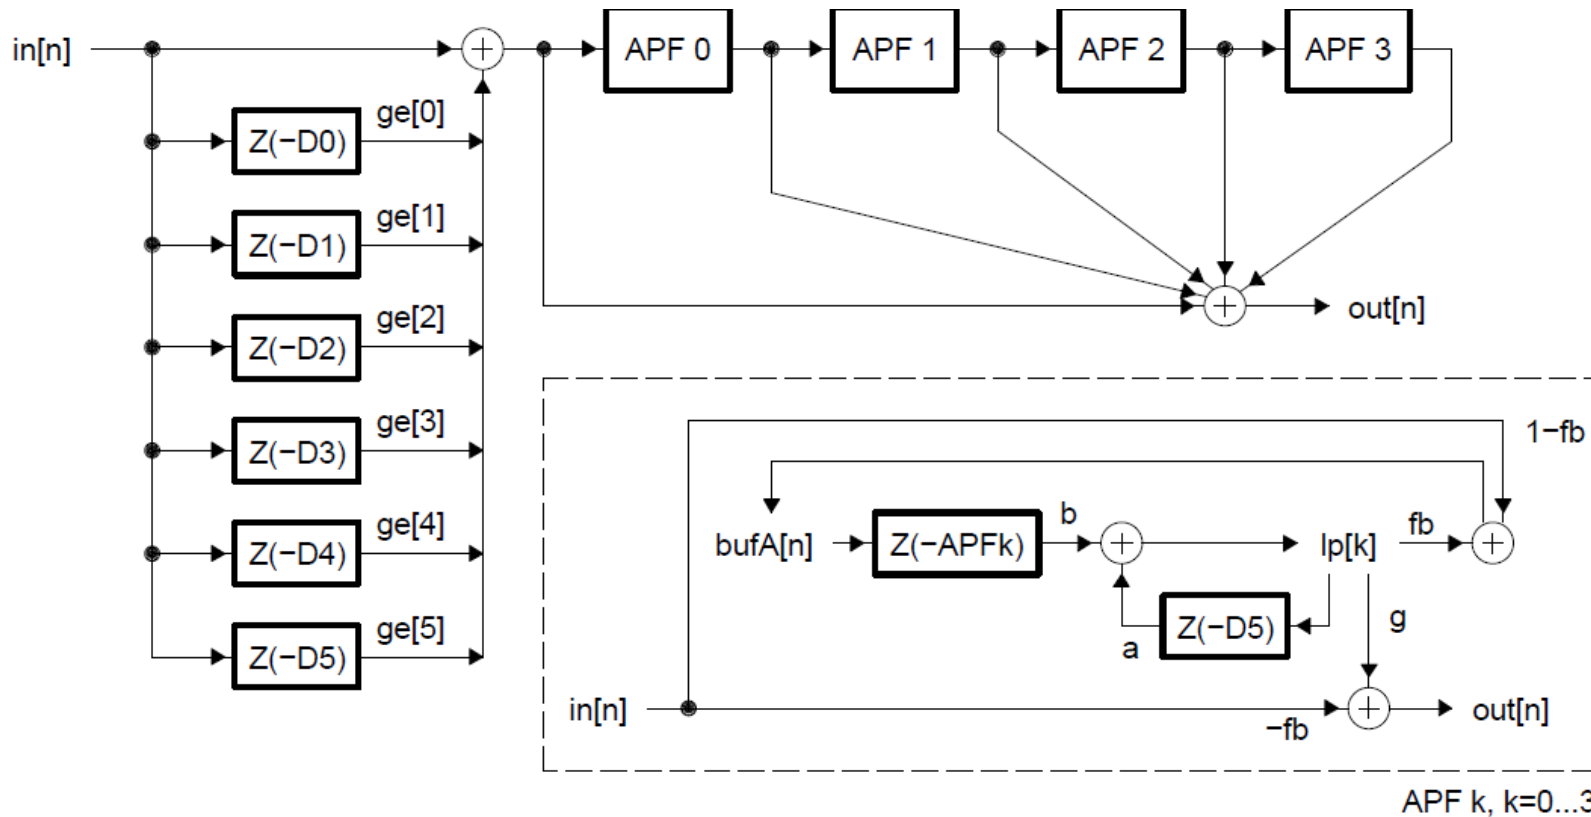 in[n]
+
APF 0
APF 1
APF 2
APF 3
ge[0]
Z(−D0)
ge[1]
Z(−D1)
ge[2]
Z(−D2)
ge[3]
Z(−D3)
ge[4]
Z(−D4)
ge[5]
Z(−D5)
+
out[n]
1−fb
bufA[n]
Z(−APFk)
b
+
lp[k]
fb
+
a
Z(−D5)
g
in[n]
−fb
+
out[n]
APF k, k=0...3